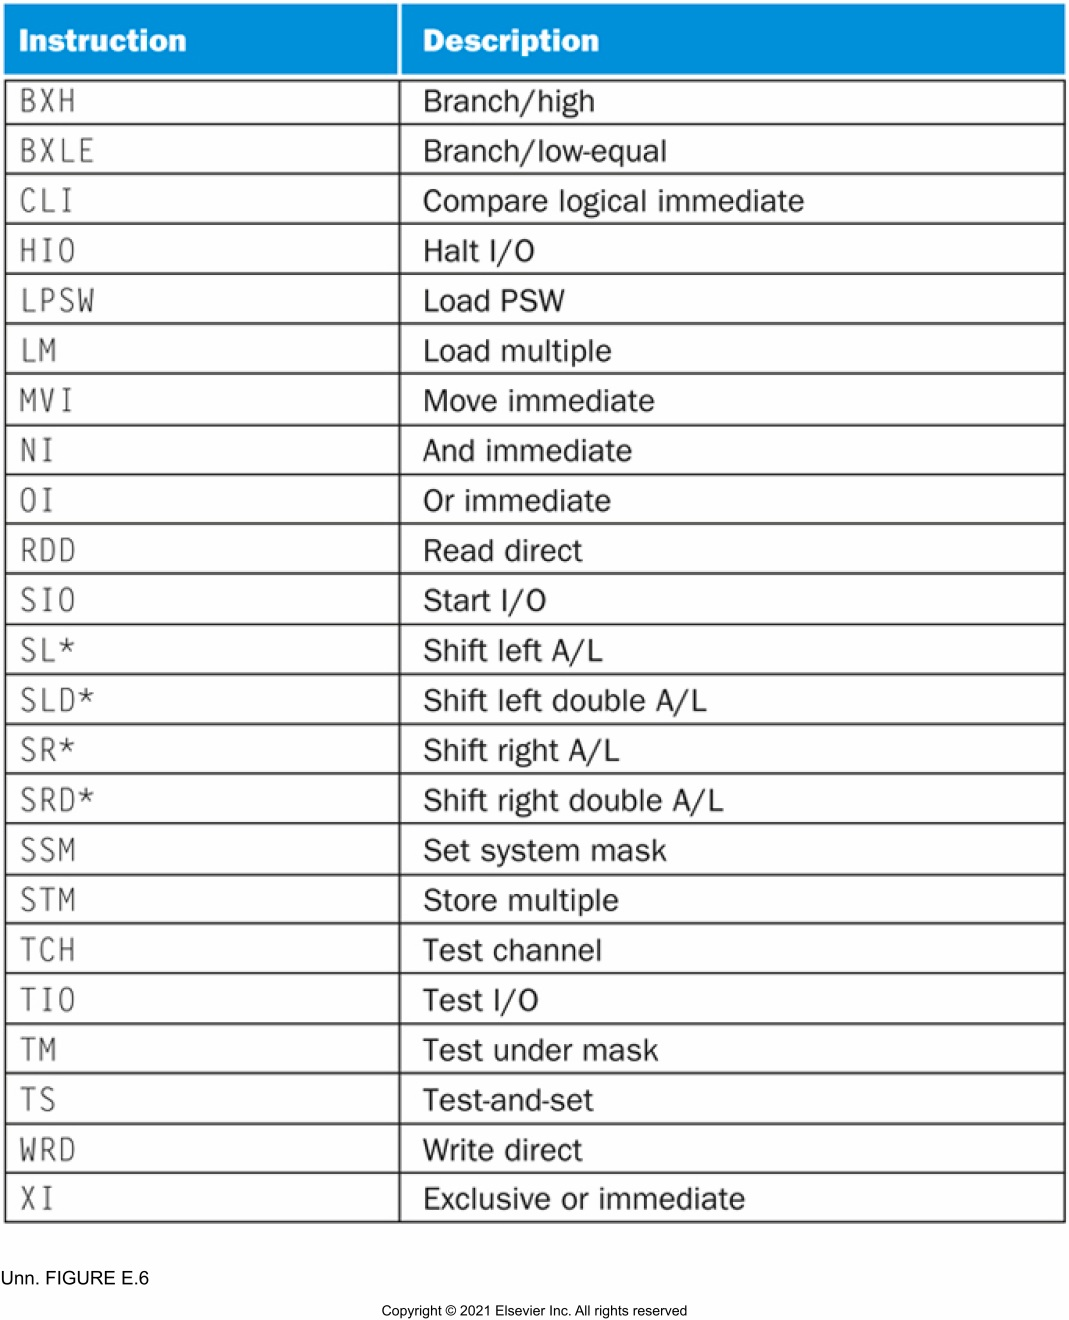 Instruction Description
BXH Branch/high
BXLE Branch/low-equal
CLI Compare logical immediate
HIO Halt I/O
LPSW Load PSW
LM Load multiple
MVI Move immediate
NI And immediate
OI Or immediate
RDD Read direct
SIO Start I/O
SL* Shift left A/L
SLD* Shift left double A/L
SR* Shift right A/L
SRD* Shift right double A/L
SSM Set system mask
STM Store multiple
TCH Test channel
TIO Test I/O
TM Test under mask
TS Test-and-set
WRD Write direct
XI Exclusive or immediate
Unn. FIGURE E.6
Copyright © 2021 Elsevier Inc. All rights reserved